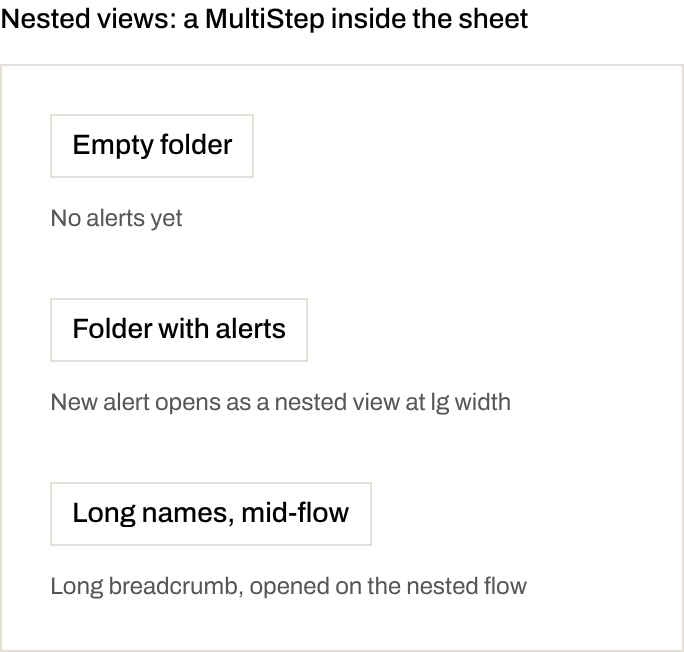 Nested views: a MultiStep inside the sheet
Empty folder
No alerts yet
Folder with alerts
New alert opens as a nested view at lg width
Long names, mid-flow
Long breadcrumb, opened on the nested flow